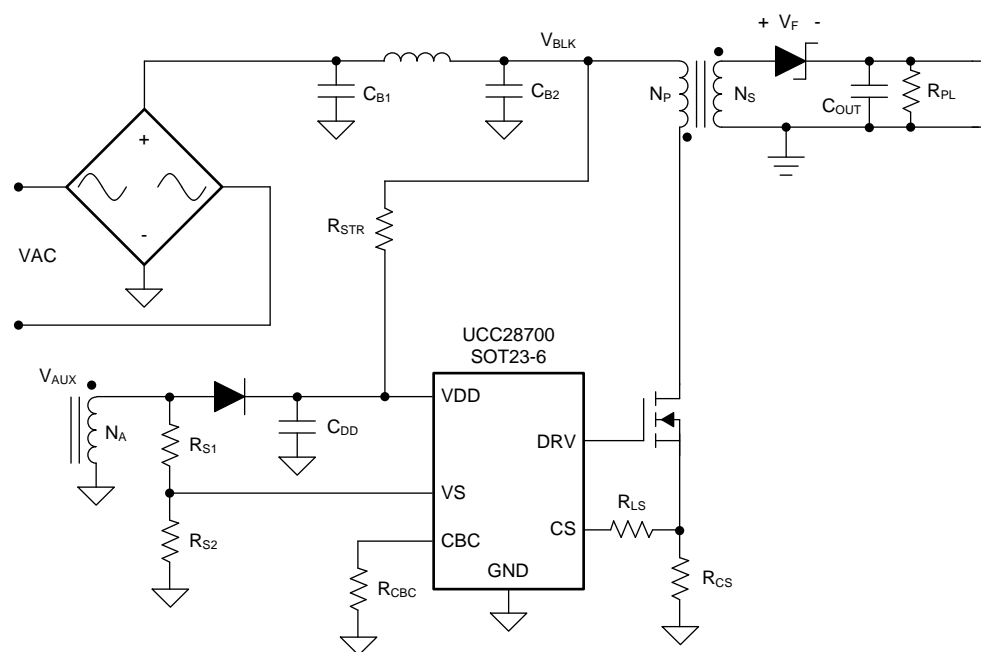 + V_F -
V_BLK
C_B1
C_B2
N_P
N_S
C_OUT
R_PL
+
-
VAC
R_STR
UCC28700
SOT23-6
V_AUX
N_A
R_S1
R_S2
C_DD
VDD
DRV
VS
CBC
CS
GND
R_LS
R_CBC
R_CS